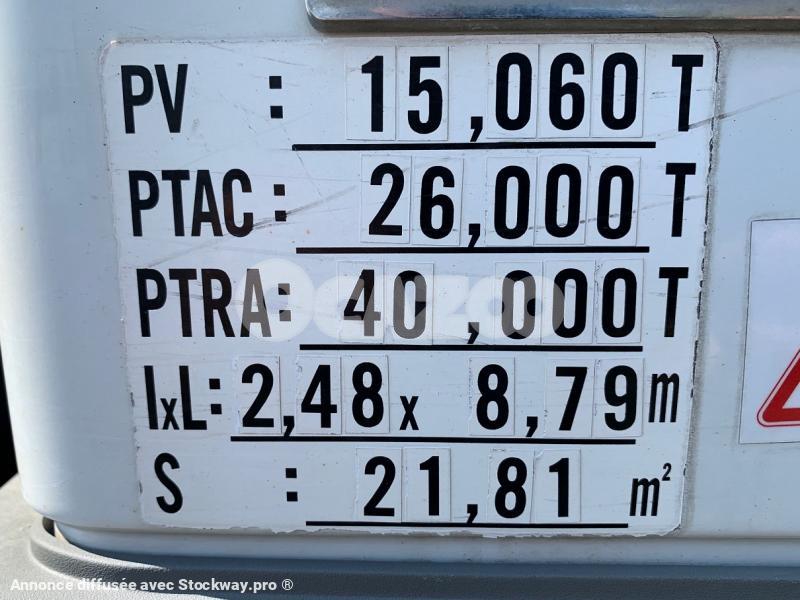 PV : 15,060 T
PTAC : 26,000 T
PTRA : 40,000 T
IxL : 2,48 x 8,79 m
S : 21,81 m²
Annonce diffusée avec Stockway.pro ®